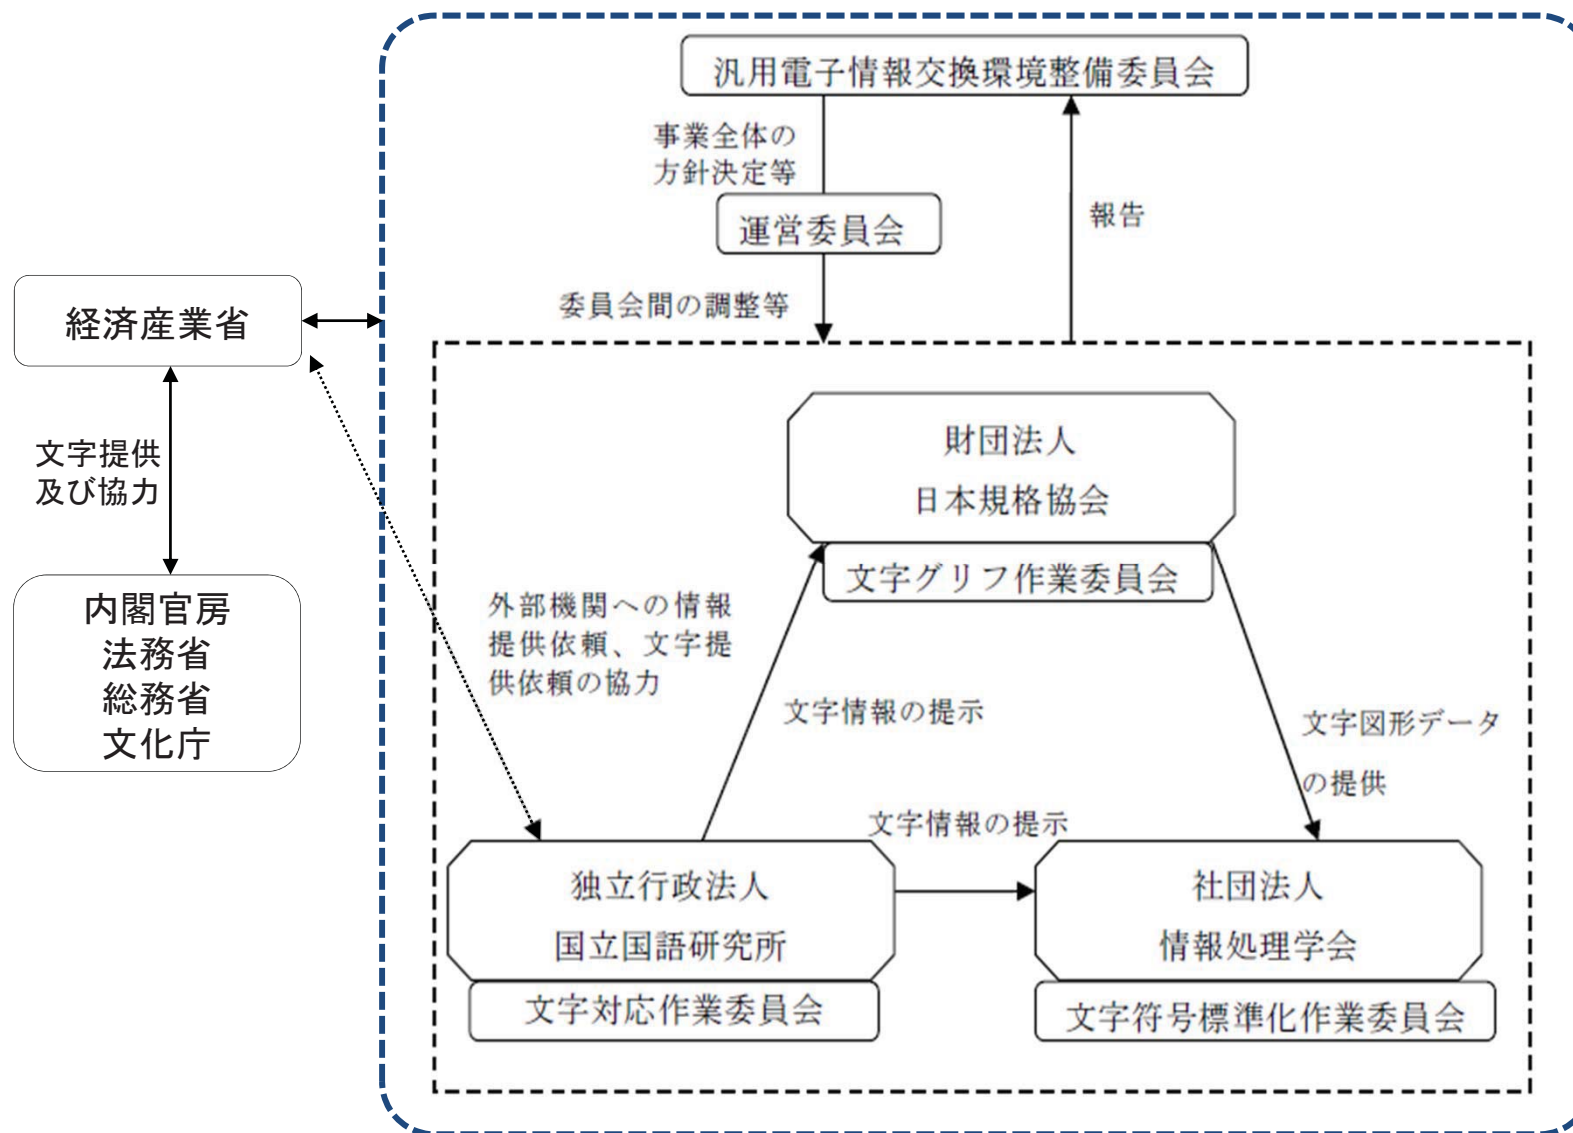 汎用電子情報交換環境整備委員会
事業全体の
方針決定等
報告
運営委員会
委員会間の調整等
経済産業省
文字提供
及び協力
内閣官房
法務省
総務省
文化庁
財団法人
日本規格協会
文字グリフ作業委員会
外部機関への情報
提供依頼、文字提
供依頼の協力
文字情報の提示
文字図形データ
の提供
文字情報の提示
独立行政法人
国立国語研究所
文字対応作業委員会
社団法人
情報処理学会
文字符号標準化作業委員会